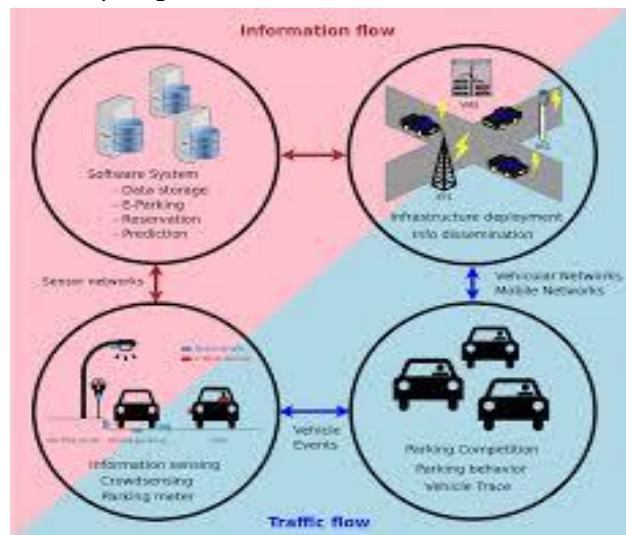 Information flow
VMS
Software System
- Data storage
- E-Parking
- Reservation
- Prediction
Infrastructure deployment
Info dissemination
Sensor networks
Vehicular Networks,
Mobile Networks
Vehicle
Events
Information sensing
Crowdsensing
Parking meter
Parking Competition
Parking behavior
Vehicle Trace
Traffic flow